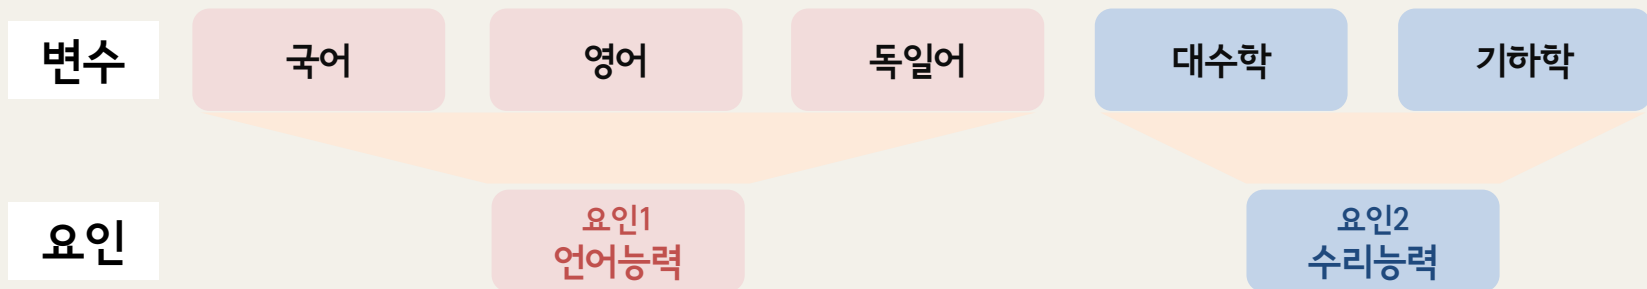 변수
국어
영어
독일어
대수학
기하학
요인
요인1
언어능력
요인2
수리능력